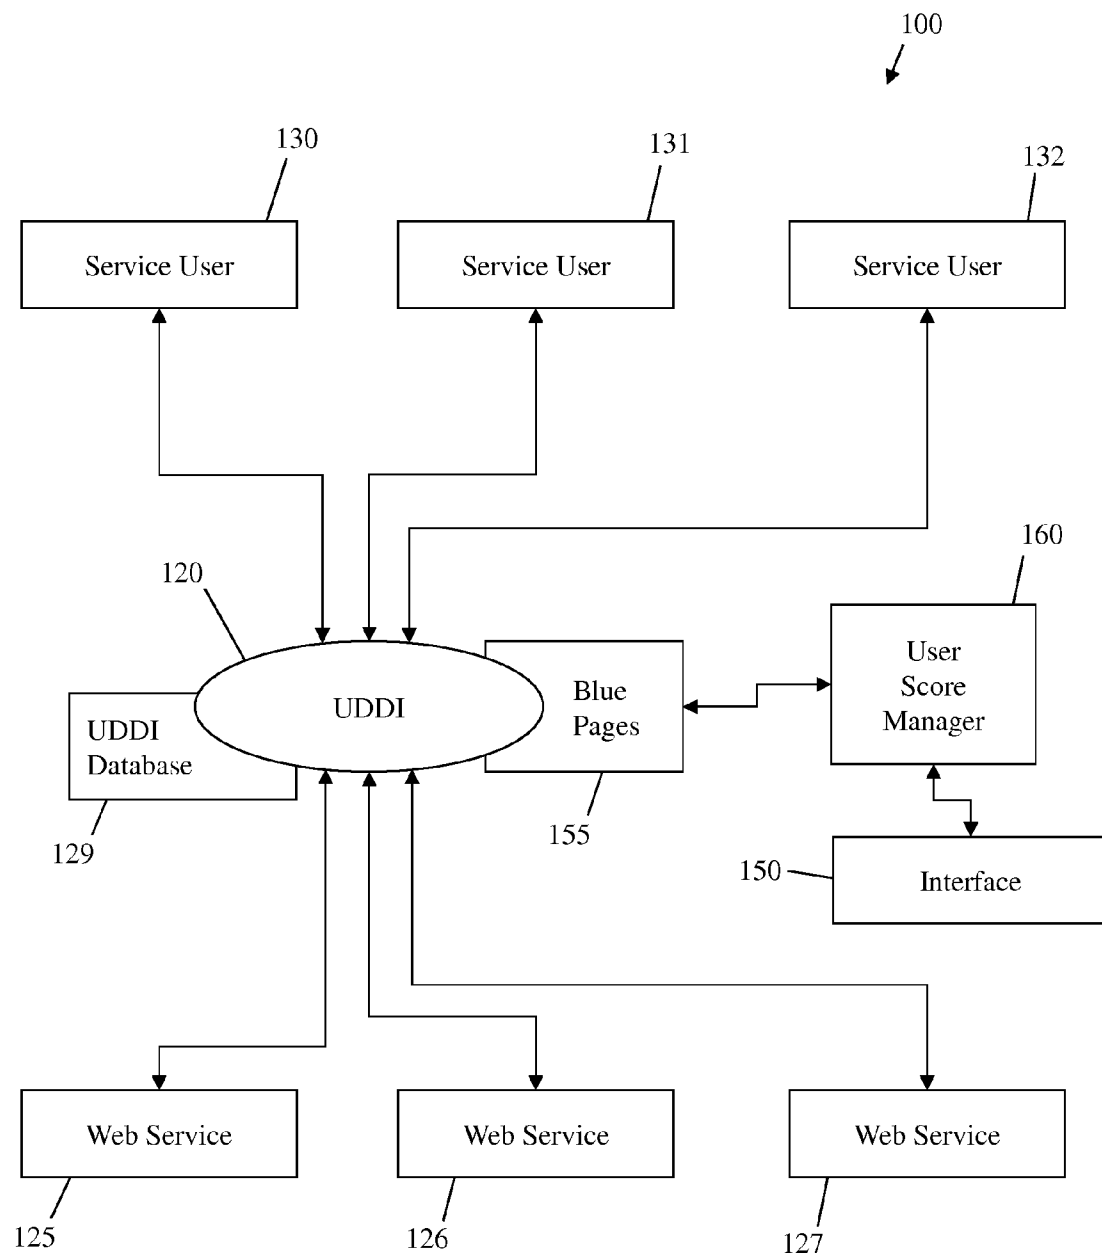 100
130
131
132
Service User
Service User
Service User
160
120
User
Score
Manager
Blue
Pages
UDDI
UDDI
Database
129
155
150
Interface
Web Service
Web Service
Web Service
125
126
127